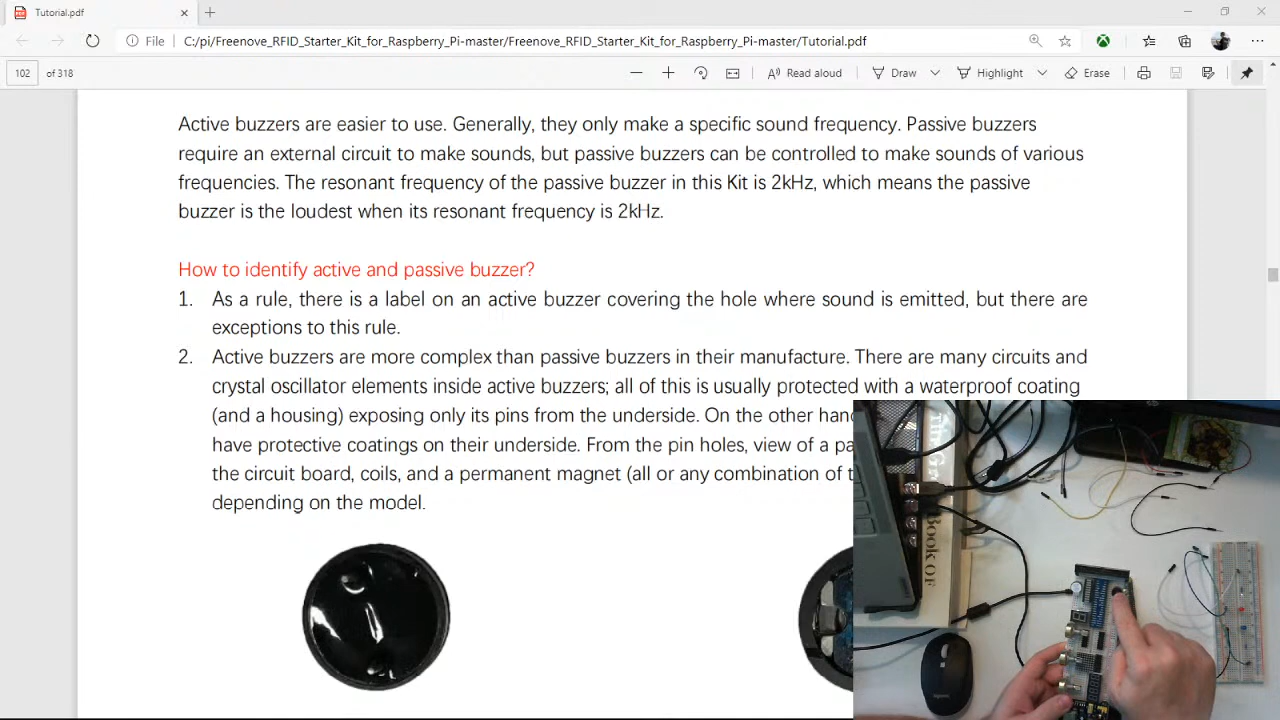 Tutorial.pdf
File
C:/pi/Freenove_RFID_Starter_Kit_for_Raspberry_Pi-master/Freenove_RFID_Starter_Kit_for_Raspberry_Pi-master/Tutorial.pdf
102 of 318
Read aloud
Draw
Highlight
Erase
Active buzzers are easier to use. Generally, they only make a specific sound frequency. Passive buzzers
require an external circuit to make sounds, but passive buzzers can be controlled to make sounds of various
frequencies. The resonant frequency of the passive buzzer in this Kit is 2kHz, which means the passive
buzzer is the loudest when its resonant frequency is 2kHz.
How to identify active and passive buzzer?
1. As a rule, there is a label on an active buzzer covering the hole where sound is emitted, but there are
exceptions to this rule.
2. Active buzzers are more complex than passive buzzers in their manufacture. There are many circuits and
crystal oscillator elements inside active buzzers; all of this is usually protected with a waterproof coating
(and a housing) exposing only its pins from the underside. On the other hand
have protective coatings on their underside. From the pin holes, view of a pa
the circuit board, coils, and a permanent magnet (all or any combination of t
depending on the model.
BOOK OF